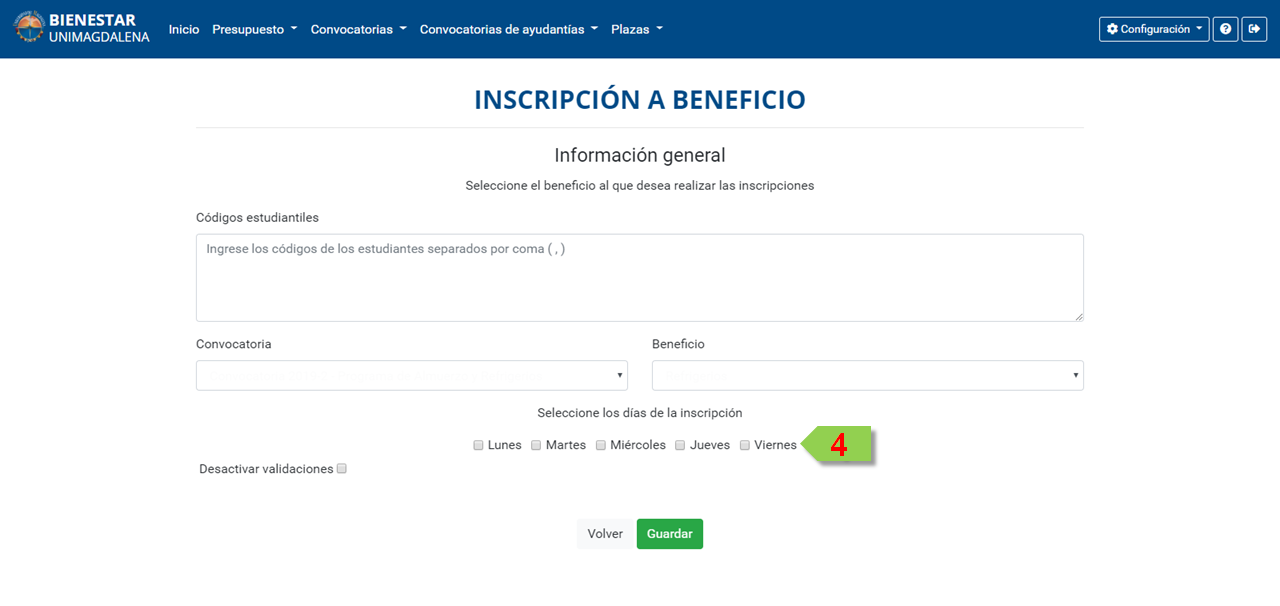 BIENESTAR
UNIMAGDALENA
Inicio Presupuesto Convocatorias Convocatorias de ayudantías Plazas Configuración
INSCRIPCIÓN A BENEFICIO
Información general
Seleccione el beneficio al que desea realizar las inscripciones
Códigos estudiantiles
Ingrese los códigos de los estudiantes separados por coma ( , )
Convocatoria Beneficio
Seleccione los días de la inscripción
Lunes Martes Miércoles Jueves Viernes 4
Desactivar validaciones
Volver Guardar